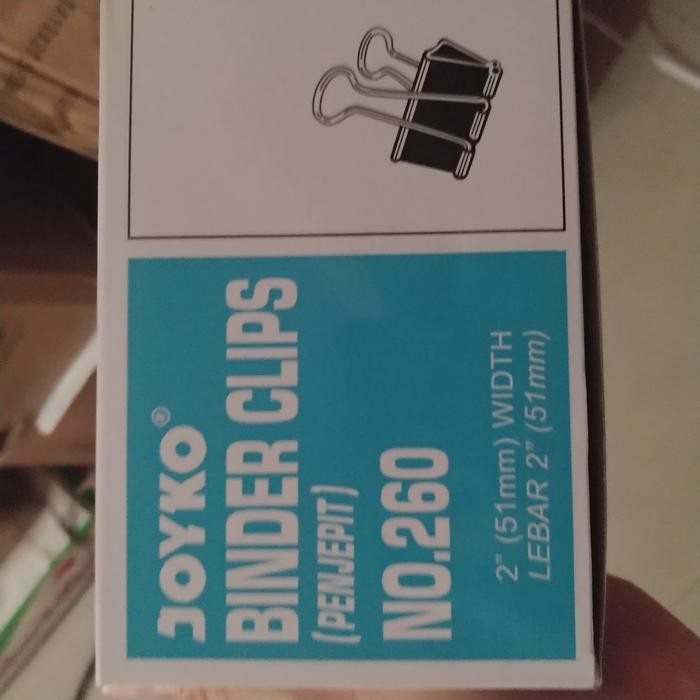 JOYKO®
BINDER CLIPS
(PENJEPIT)
NO.260
2" (51mm) WIDTH
LEBAR 2" (51mm)